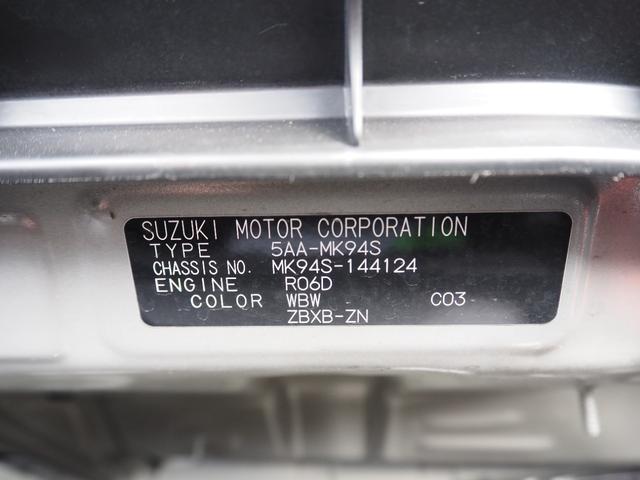 SUZUKI MOTOR CORPORATION
TYPE 5AA-MK94S
CHASSIS NO. MK94S-144124
ENGINE R06D
COLOR WBW C03
ZBXB-ZN